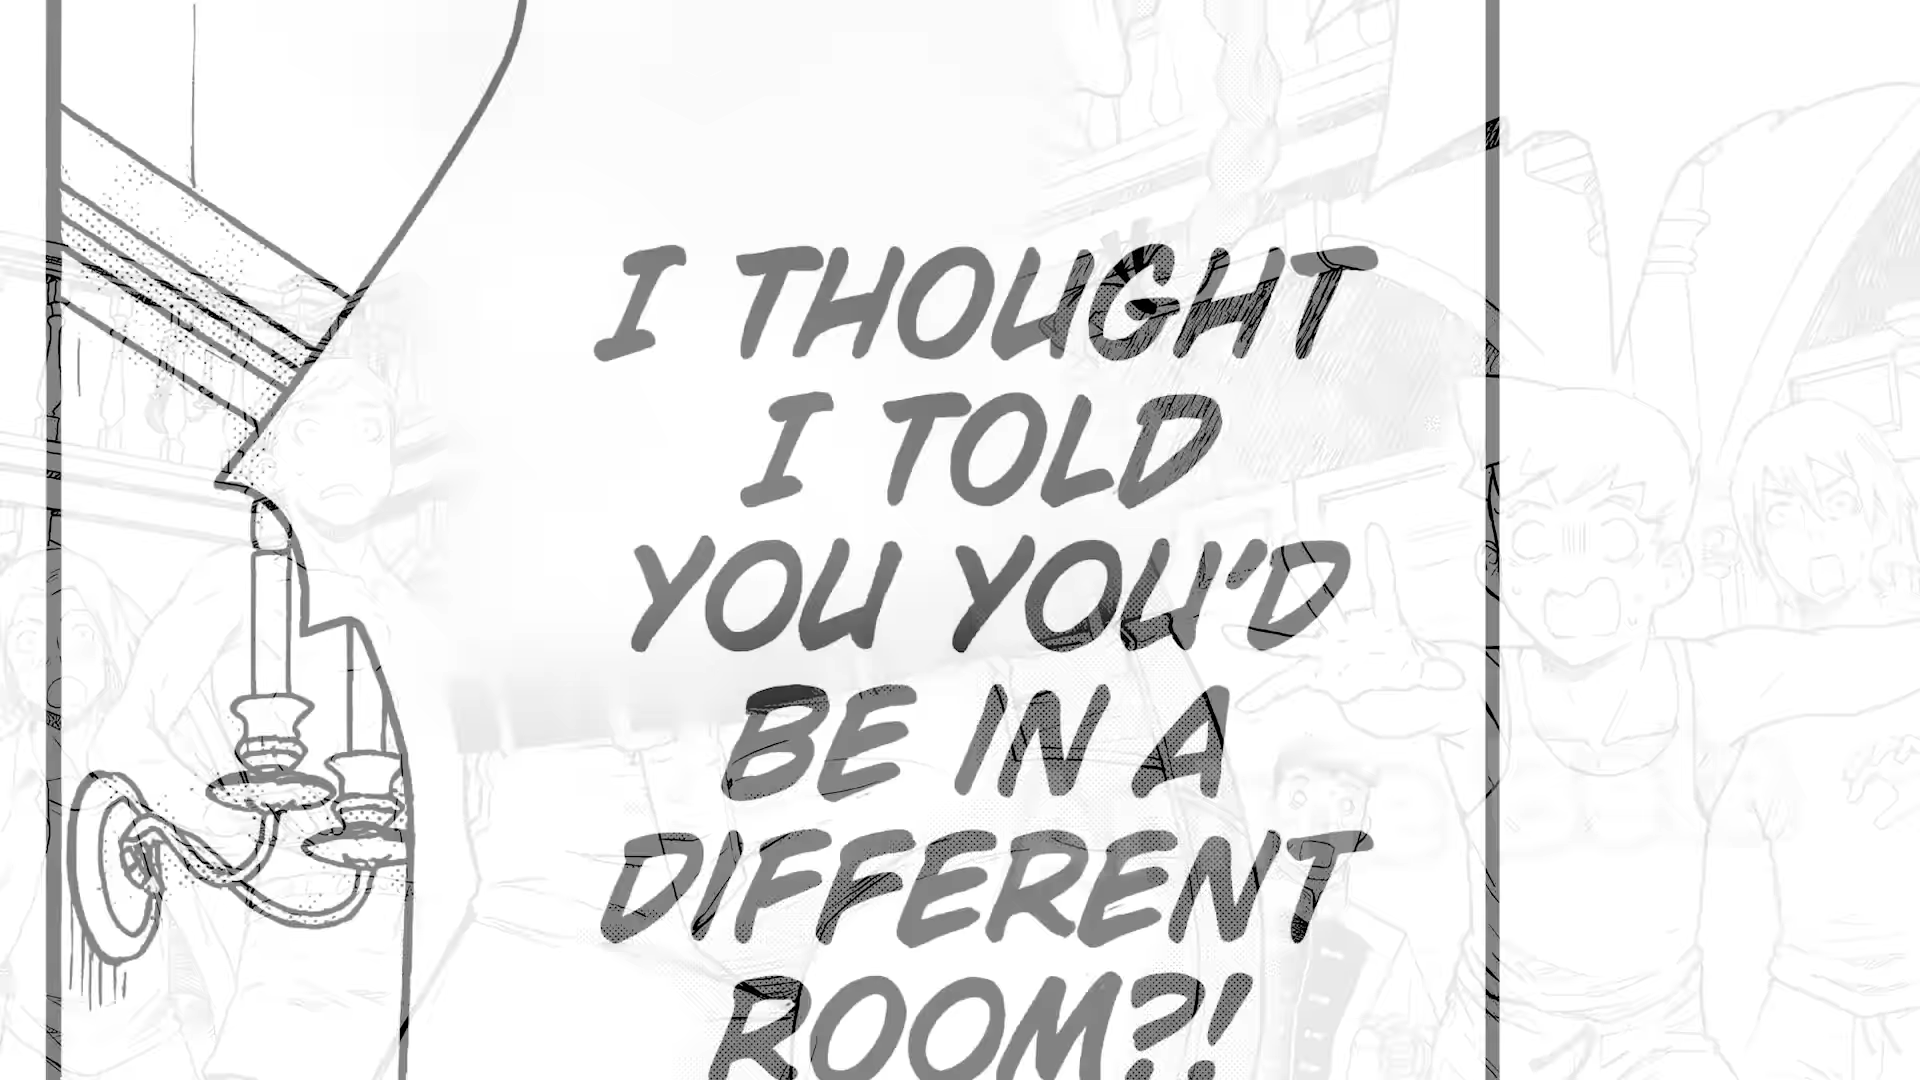 I THOUGHT
I TOLD
YOU YOU'D
BE IN A
DIFFERENT
ROOM?!